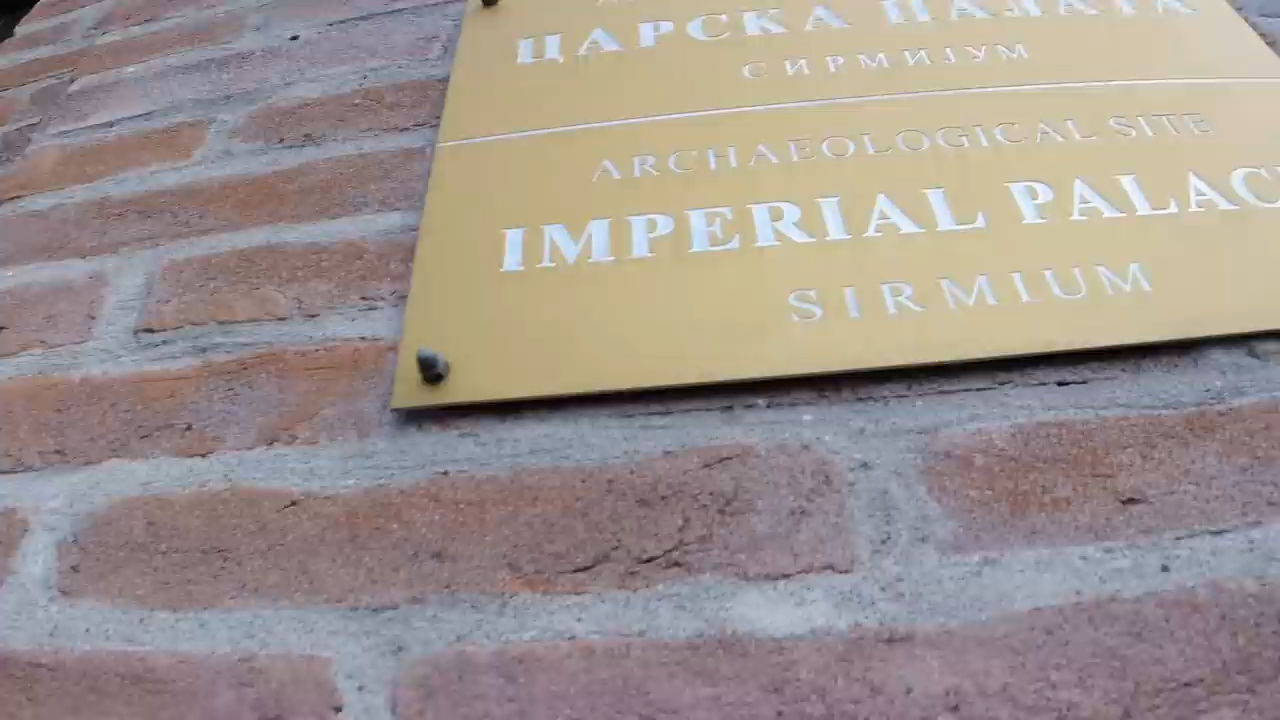 ЦАРСКА ПАЛАТА
СИРМИЈУМ
ARCHAEOLOGICAL SITE
IMPERIAL PALAC
SIRMIUM